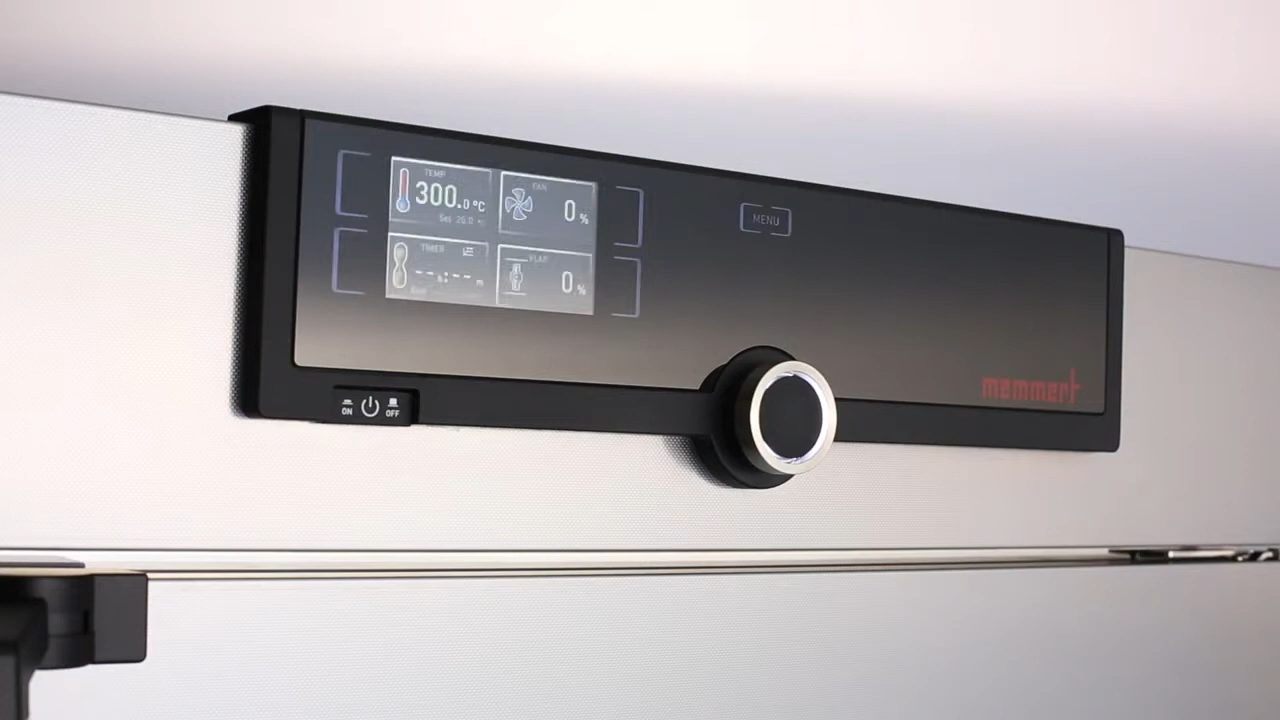 TEMP
300.0 °C
Set 26.0 °C
FAN
0 %
TIMER
--h:--m
FLAP
0 %
MENU
memmert
ON
OFF